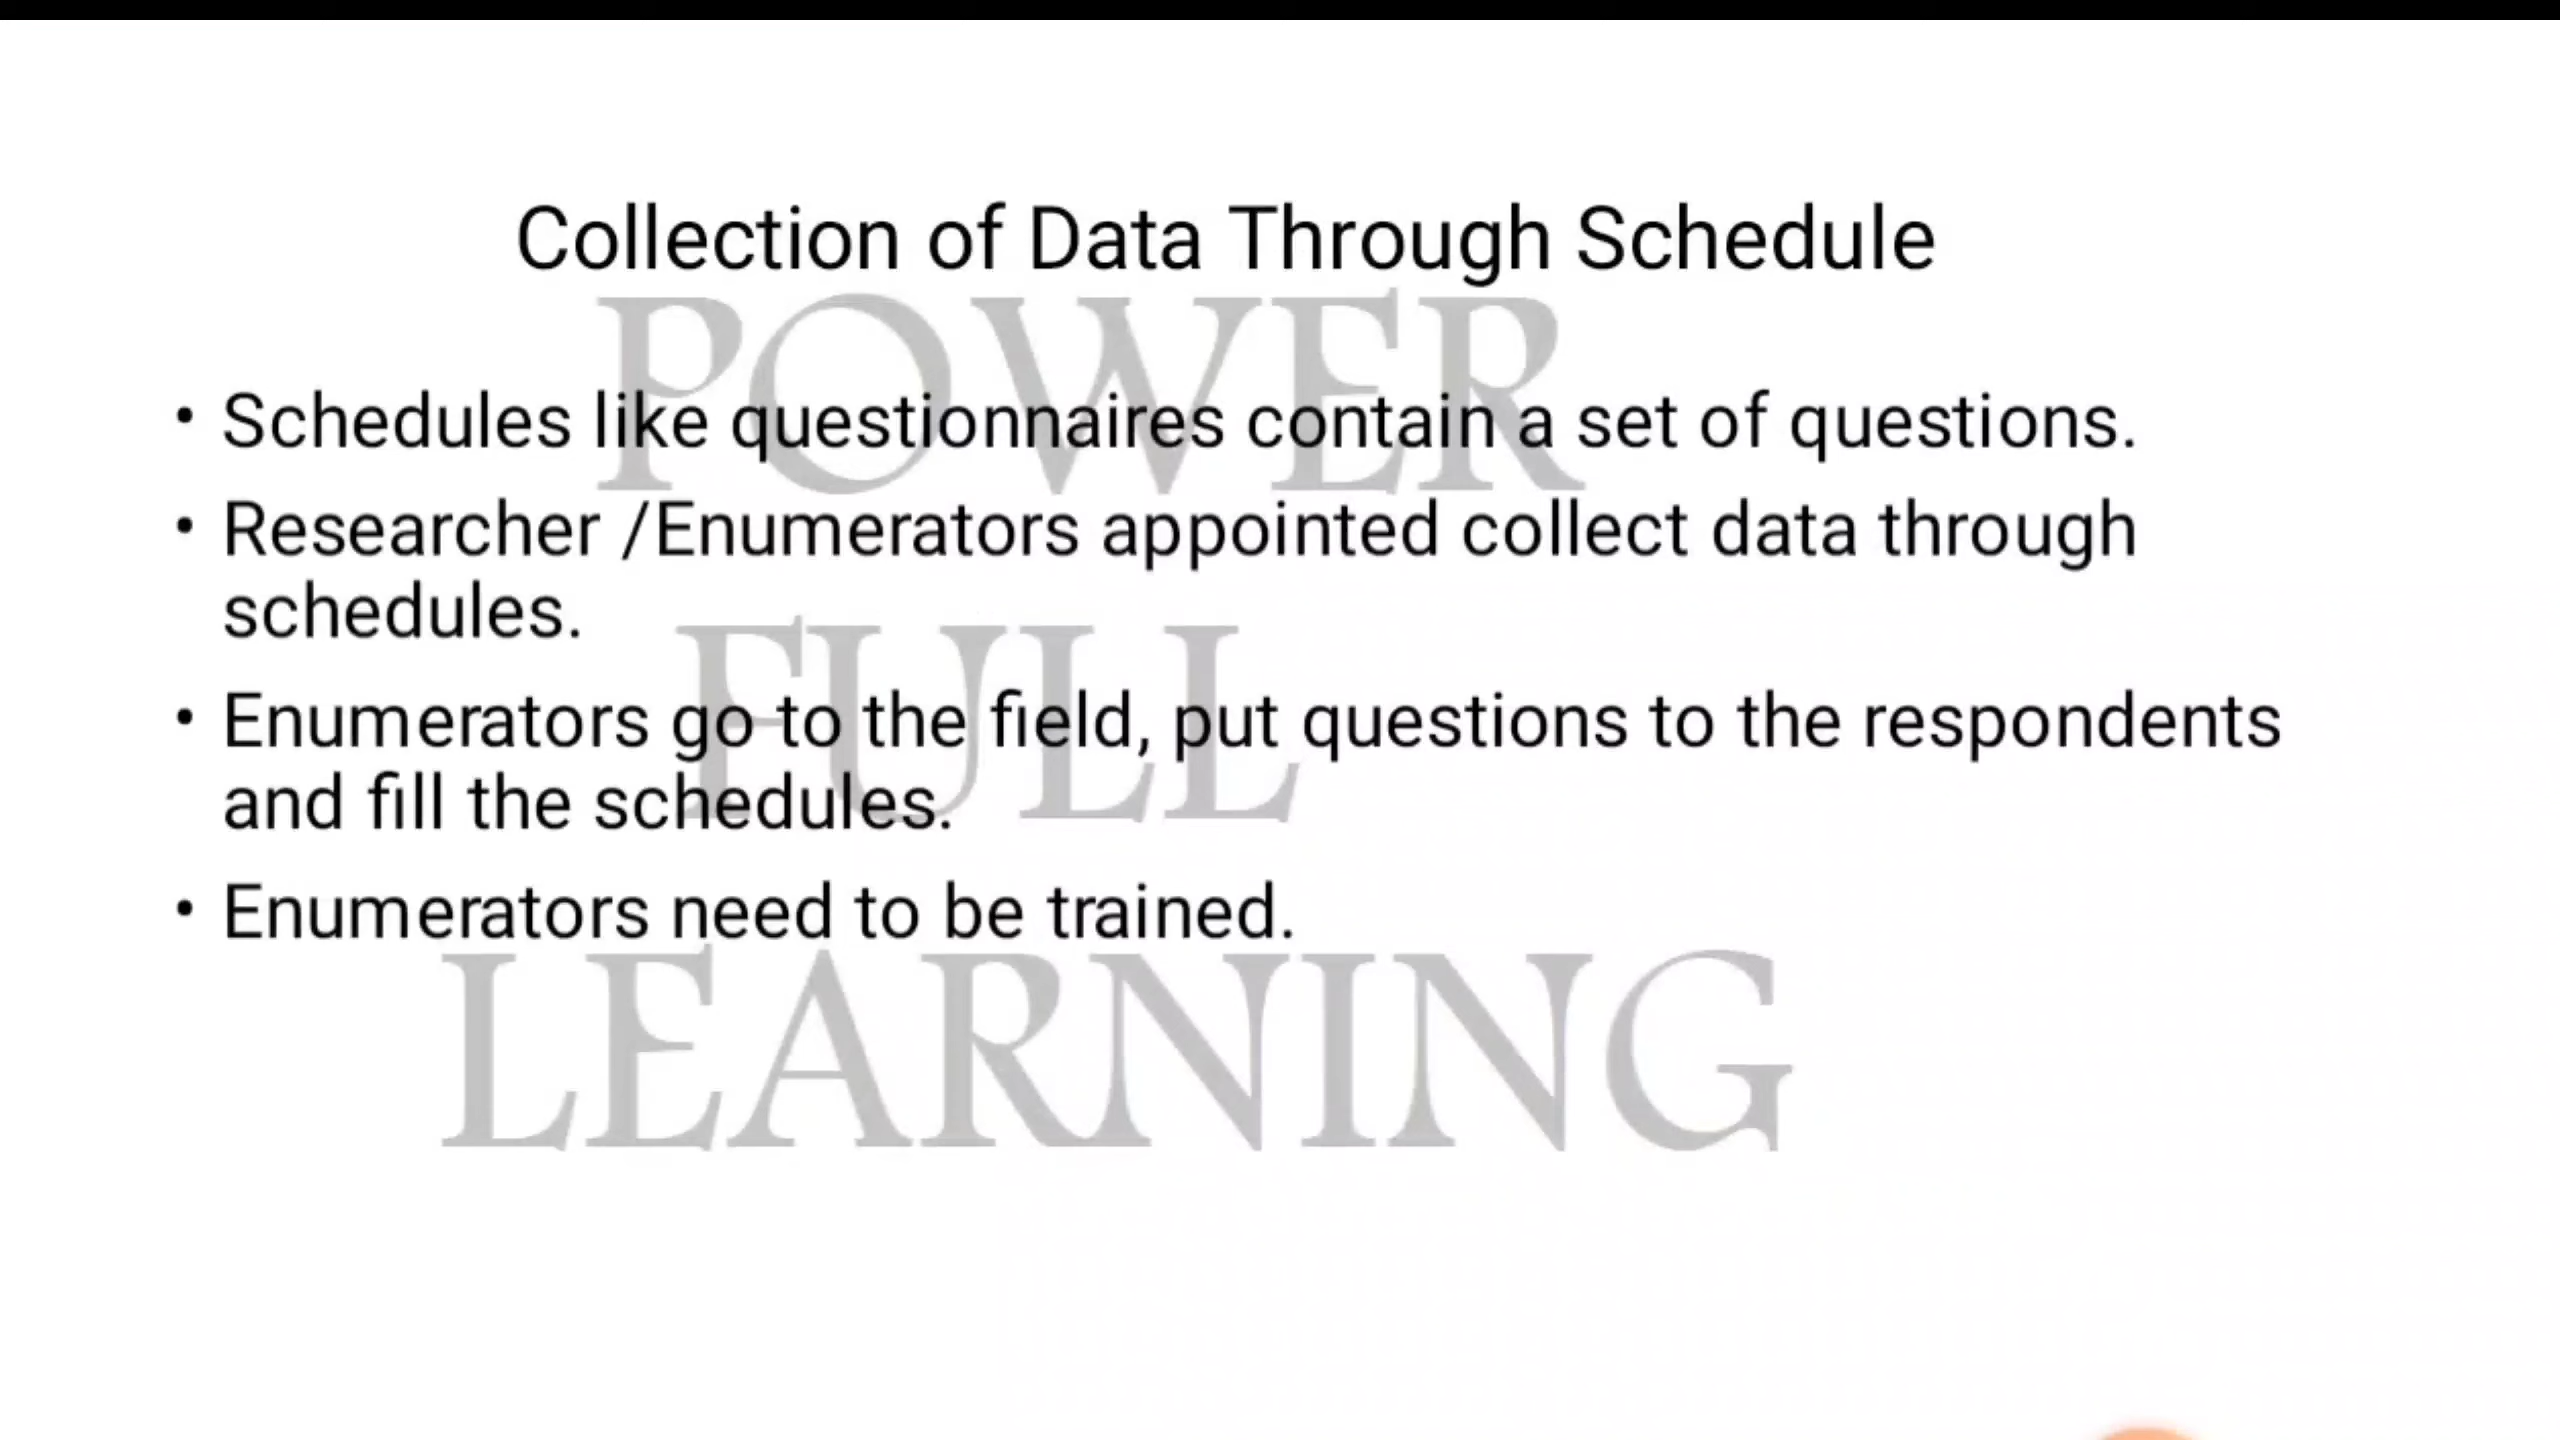 Collection of Data Through Schedule
POWER
• Schedules like questionnaires contain a set of questions.
• Researcher /Enumerators appointed collect data through
schedules.
FULL
• Enumerators go to the field, put questions to the respondents
and fill the schedules.
• Enumerators need to be trained.
LEARNING